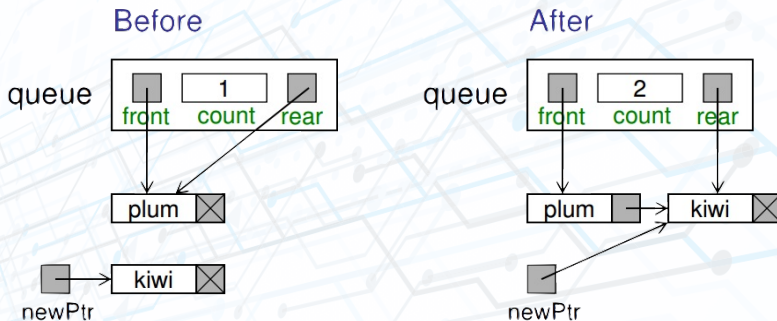 Before
queue
1
front count rear
plum
kiwi
newPtr
After
queue
2
front count rear
plum
kiwi
newPtr